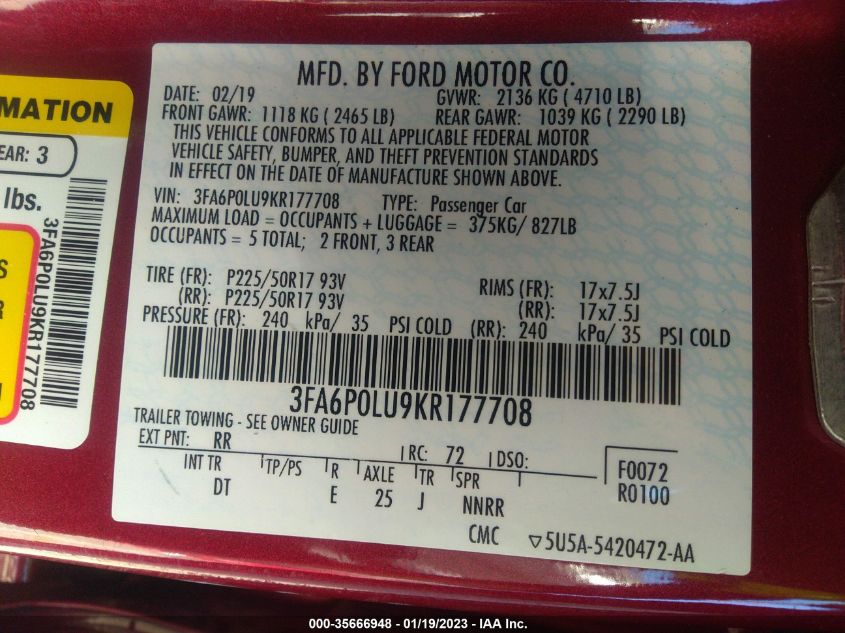 MFD. BY FORD MOTOR CO.
DATE: 02/19 GVWR: 2136 KG ( 4710 LB)
FRONT GAWR: 1118 KG ( 2465 LB) REAR GAWR: 1039 KG ( 2290 LB)
THIS VEHICLE CONFORMS TO ALL APPLICABLE FEDERAL MOTOR
VEHICLE SAFETY, BUMPER, AND THEFT PREVENTION STANDARDS
IN EFFECT ON THE DATE OF MANUFACTURE SHOWN ABOVE.
VIN: 3FA6P0LU9KR177708 TYPE: Passenger Car
MAXIMUM LOAD = OCCUPANTS + LUGGAGE = 375KG/ 827LB
OCCUPANTS = 5 TOTAL; 2 FRONT, 3 REAR
TIRE (FR): P225/50R17 93V RIMS (FR): 17x7.5J
(RR): P225/50R17 93V (RR): 17x7.5J
PRESSURE (FR): 240 kPa/ 35 PSI COLD (RR): 240 kPa/ 35 PSI COLD
3FA6P0LU9KR177708
TRAILER TOWING - SEE OWNER GUIDE
EXT PNT: RR RC: 72 DSO: F0072
INT TR TP/PS R AXLE TR SPR R0100
DT E 25 J NNRR
CMC ▽5U5A-5420472-AA
MATION
EAR: 3
lbs.
3FA6P0LU9KR177708
S
R
000-35666948 - 01/19/2023 - IAA Inc.